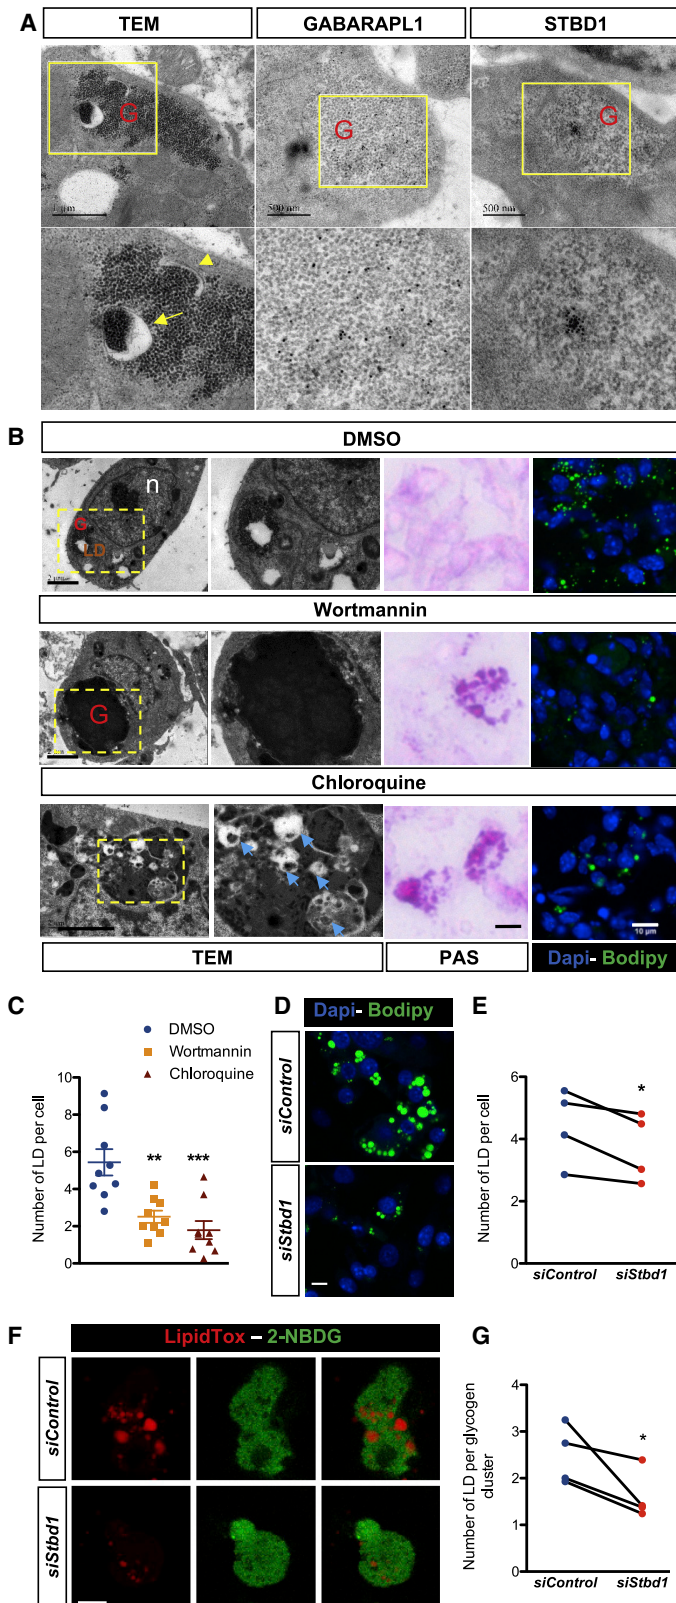 A
TEM GABARAPL1 STBD1
G G G
1 μm 500 nm 500 nm
B
DMSO
n
G
LD
2 μm
Wortmannin
G
Chloroquine
10 μm
TEM PAS Dapi- Bodipy
C
DMSO
Wortmannin
Chloroquine
Number of LD per cell
10
8
6
4
2
0
**
***
D
Dapi- Bodipy
siControl
siStbd1
E
Number of LD per cell
6
4
2
0
*
siControl siStbd1
F
LipidTox – 2-NBDG
siControl
siStbd1
G
Number of LD per glycogen
cluster
4
3
2
1
0
*
siControl siStbd1